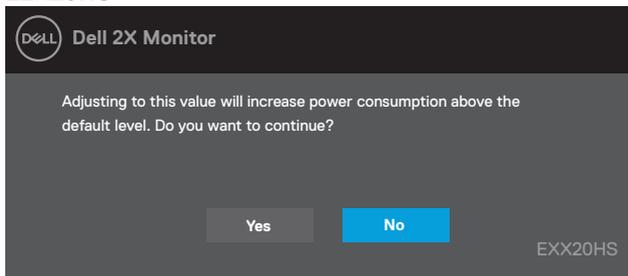 DELL
Dell 2X Monitor
Adjusting to this value will increase power consumption above the
default level. Do you want to continue?
Yes
No
EXX20HS